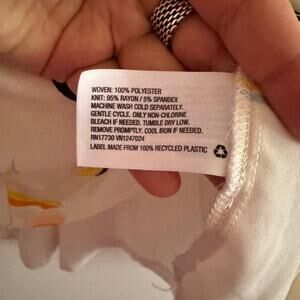 WOVEN: 100% POLYESTER
KNIT: 95% RAYON / 5% SPANDEX
MACHINE WASH COLD SEPARATELY.
GENTLE CYCLE. ONLY NON-CHLORINE
BLEACH IF NEEDED. TUMBLE DRY LOW.
REMOVE PROMPTLY. COOL IRON IF NEEDED.
RN17730 VN1247024
LABEL MADE FROM 100% RECYCLED PLASTIC